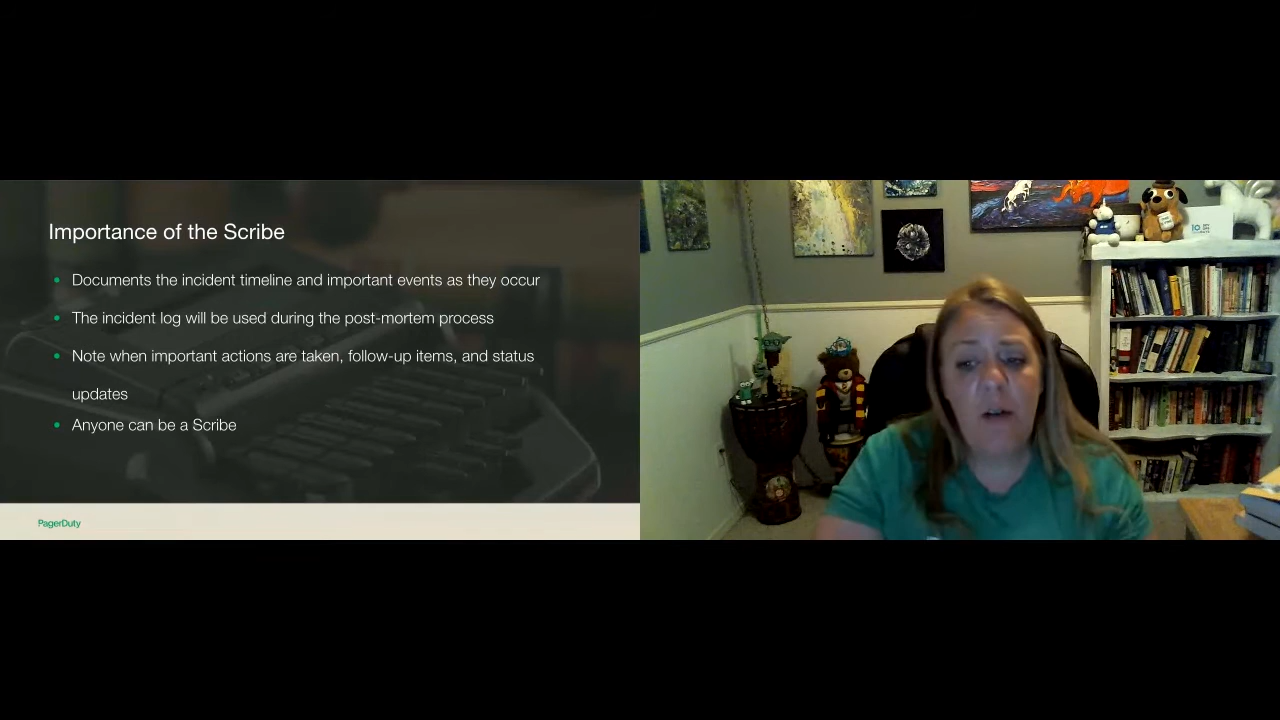 Importance of the Scribe
Documents the incident timeline and important events as they occur
The incident log will be used during the post-mortem process
Note when important actions are taken, follow-up items, and status
updates
Anyone can be a Scribe
PagerDuty